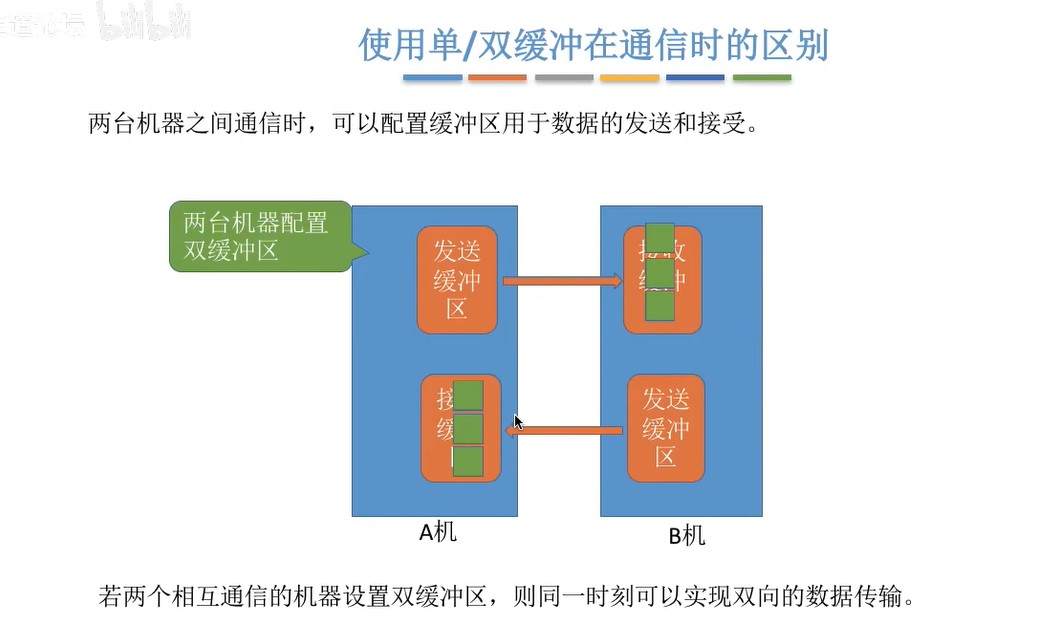 bilibili
使用单/双缓冲在通信时的区别
两台机器之间通信时，可以配置缓冲区用于数据的发送和接受。
两台机器配置
双缓冲区
发送
缓冲
区
接收
缓冲
接
缓
发送
缓冲
区
A机
B机
若两个相互通信的机器设置双缓冲区，则同一时刻可以实现双向的数据传输。